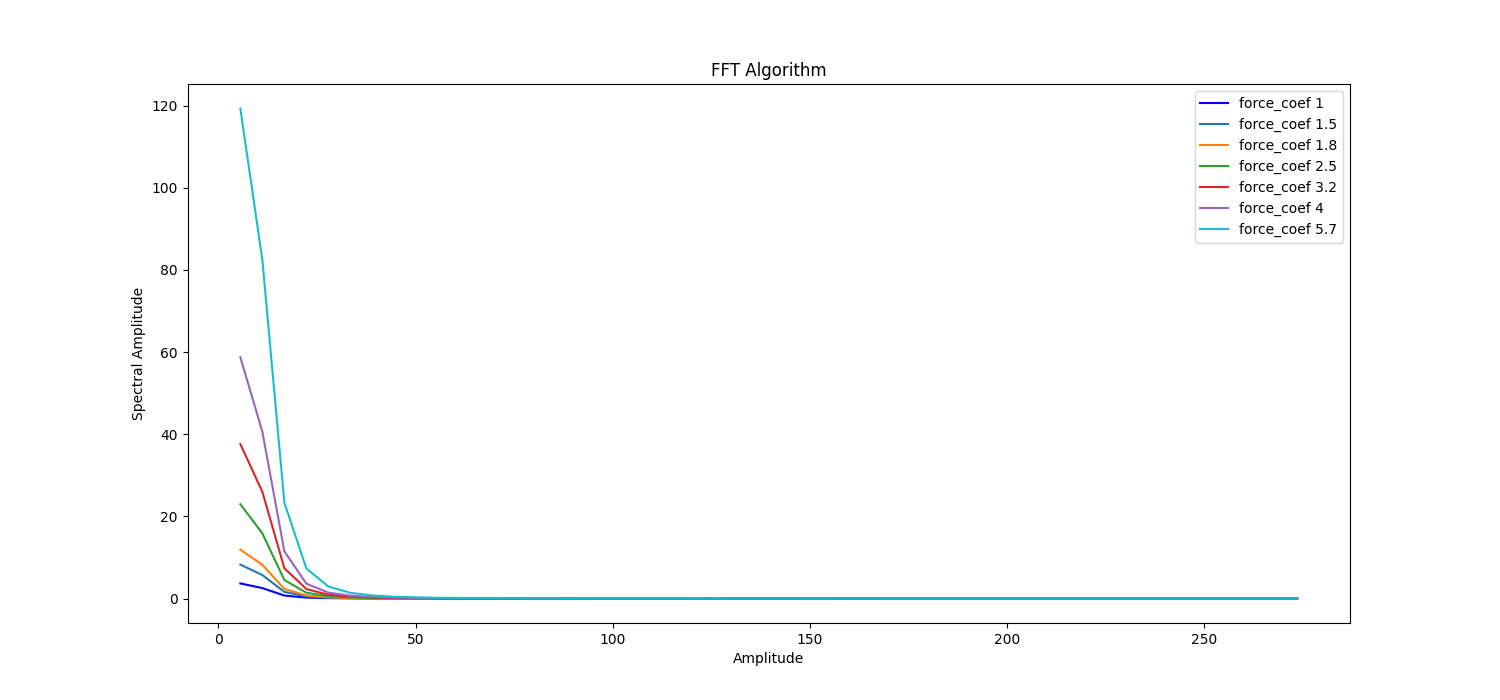 FFT Algorithm
force_coef 1
force_coef 1.5
force_coef 1.8
force_coef 2.5
force_coef 3.2
force_coef 4
force_coef 5.7
120
100
80
60
40
20
0
Spectral Amplitude
0 50 100 150 200 250
Amplitude